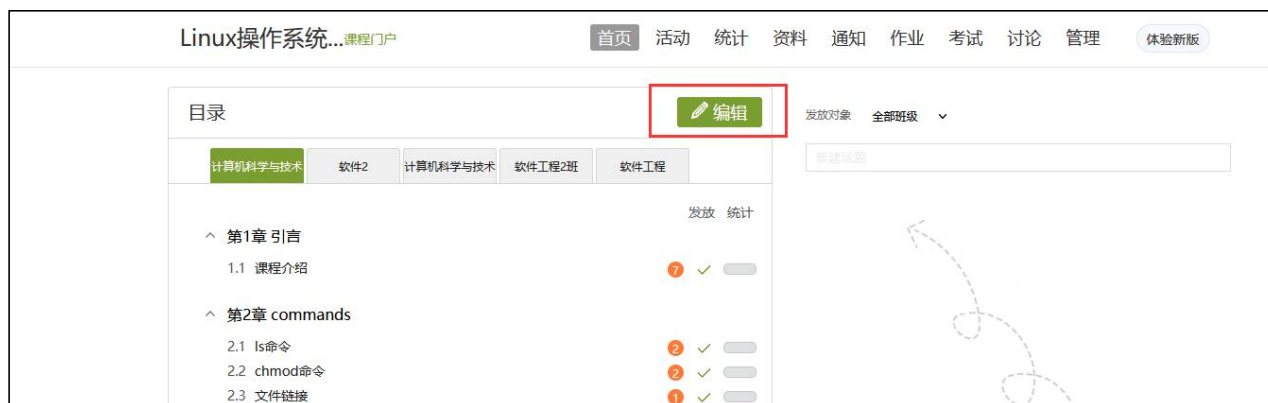 Linux操作系统...课程门户 首页 活动 统计 资料 通知 作业 考试 讨论 管理 体验新版
目录 编辑
发放对象 全部班级
新建话题
计算机科学与技术 软件2 计算机科学与技术 软件工程2班 软件工程
发放 统计
第1章 引言
1.1 课程介绍 7
第2章 commands
2.1 ls命令 2
2.2 chmod命令 2
2.3 文件链接 1